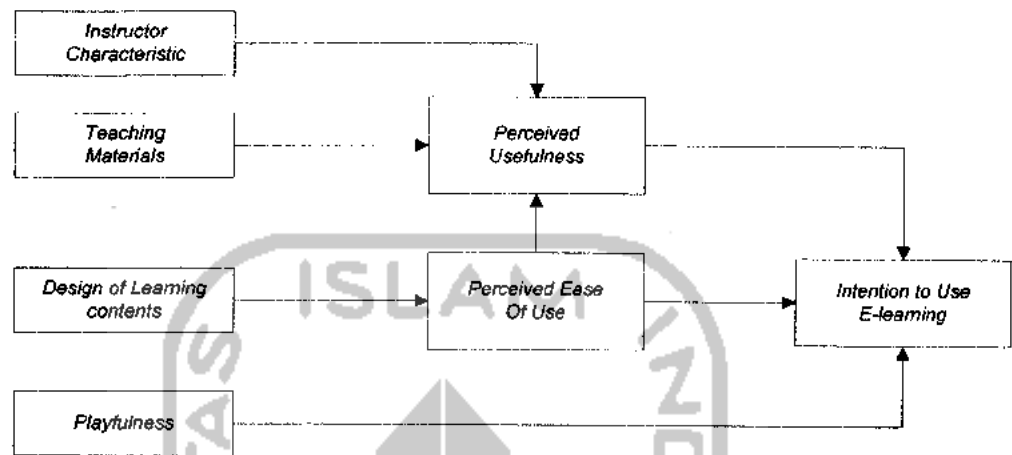 Instructor
Characteristic
Teaching
Materials
Perceived
Usefulness
Design of Learning
contents
Perceived Ease
Of Use
Intention to Use
E-learning
Playfulness
ISLAM